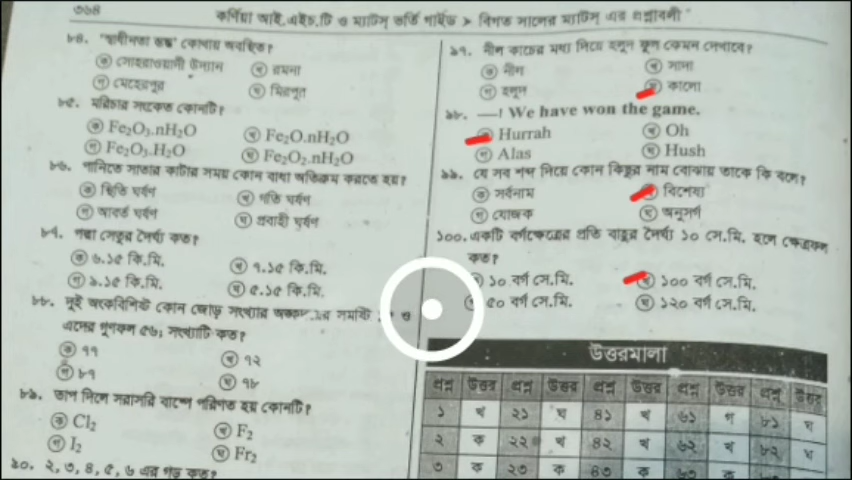 ৩৬৪
কর্ণিয়া আই.এইচ.টি ও ম্যাটস্ ভর্তি গাইড > বিগত সালের ম্যাটস্ এর প্রশ্নাবলী
৮৪. 'স্বাধীনতা স্তম্ভ' কোথায় অবস্থিত?
ক সোহরাওয়ার্দী উদ্যান খ রমনা
গ মেহেরপুর ঘ মিরপুর
৮৫. মরিচার সংকেত কোনটি?
ক Fe₂O₃.nH₂O খ Fe₂O.nH₂O
গ Fe₂O₃.H₂O ঘ Fe₂O₂.nH₂O
৮৬. পানিতে সাতার কাটার সময় কোন বাধা অতিক্রম করতে হয়?
ক স্থিতি ঘর্ষণ খ গতি ঘর্ষণ
গ আবর্ত ঘর্ষণ ঘ প্রবাহী ঘর্ষণ
৮৭. পদ্মা সেতুর দৈর্ঘ্য কত?
ক ৬.১৫ কি.মি. খ ৭.১৫ কি.মি.
গ ৯.১৫ কি.মি. ঘ ৫.১৫ কি.মি.
৮৮. দুই অংকবিশিষ্ট কোন জোড় সংখ্যার সমষ্টি ও
এদের গুণফল ৫৬; সংখ্যাটি কত?
ক ৭৭ খ ৭২
গ ৮৭ ঘ ৭৮
৮৯. তাপ দিলে সরাসরি বাষ্পে পরিণত হয় কোনটি?
ক Cl₂ খ F₂
গ I₂ ঘ Fr₂
৯০. ২, ৩, ৪, ৫, ৬ এর গড় কত?
৯৭. নীল কাচের মধ্য দিয়ে হলুদ ফুল কেমন দেখাবে?
ক নীল খ সাদা
গ হলুদ ঘ কালো
৯৮. —! We have won the game.
Hurrah খ Oh
গ Alas ঘ Hush
৯৯. যে সব শব্দ দিয়ে কোন কিছুর নাম বোঝায় তাকে কি বলে?
ক সর্বনাম বিশেষ্য
গ যোজক ঘ অনুসর্গ
১০০. একটি বর্গক্ষেত্রের প্রতি বাহুর দৈর্ঘ্য ১০ সে.মি. হলে ক্ষেত্রফল
কত?
১০ বর্গ সে.মি. খ ১০০ বর্গ সে.মি.
৫০ বর্গ সে.মি. ঘ ১২০ বর্গ সে.মি.
উত্তরমালা
প্রশ্ন উত্তর প্রশ্ন উত্তর প্রশ্ন উত্তর প্রশ্ন উত্তর প্রশ্ন উত্তর
১ খ ২১ ঘ ৪১ খ ৬১ গ ৮১ ঘ
২ ক ২২ খ ৪২ খ ৬২ খ ৮২ ঘ
৩ ক ২৩ ক ৪৩ ক ৬৩ ক